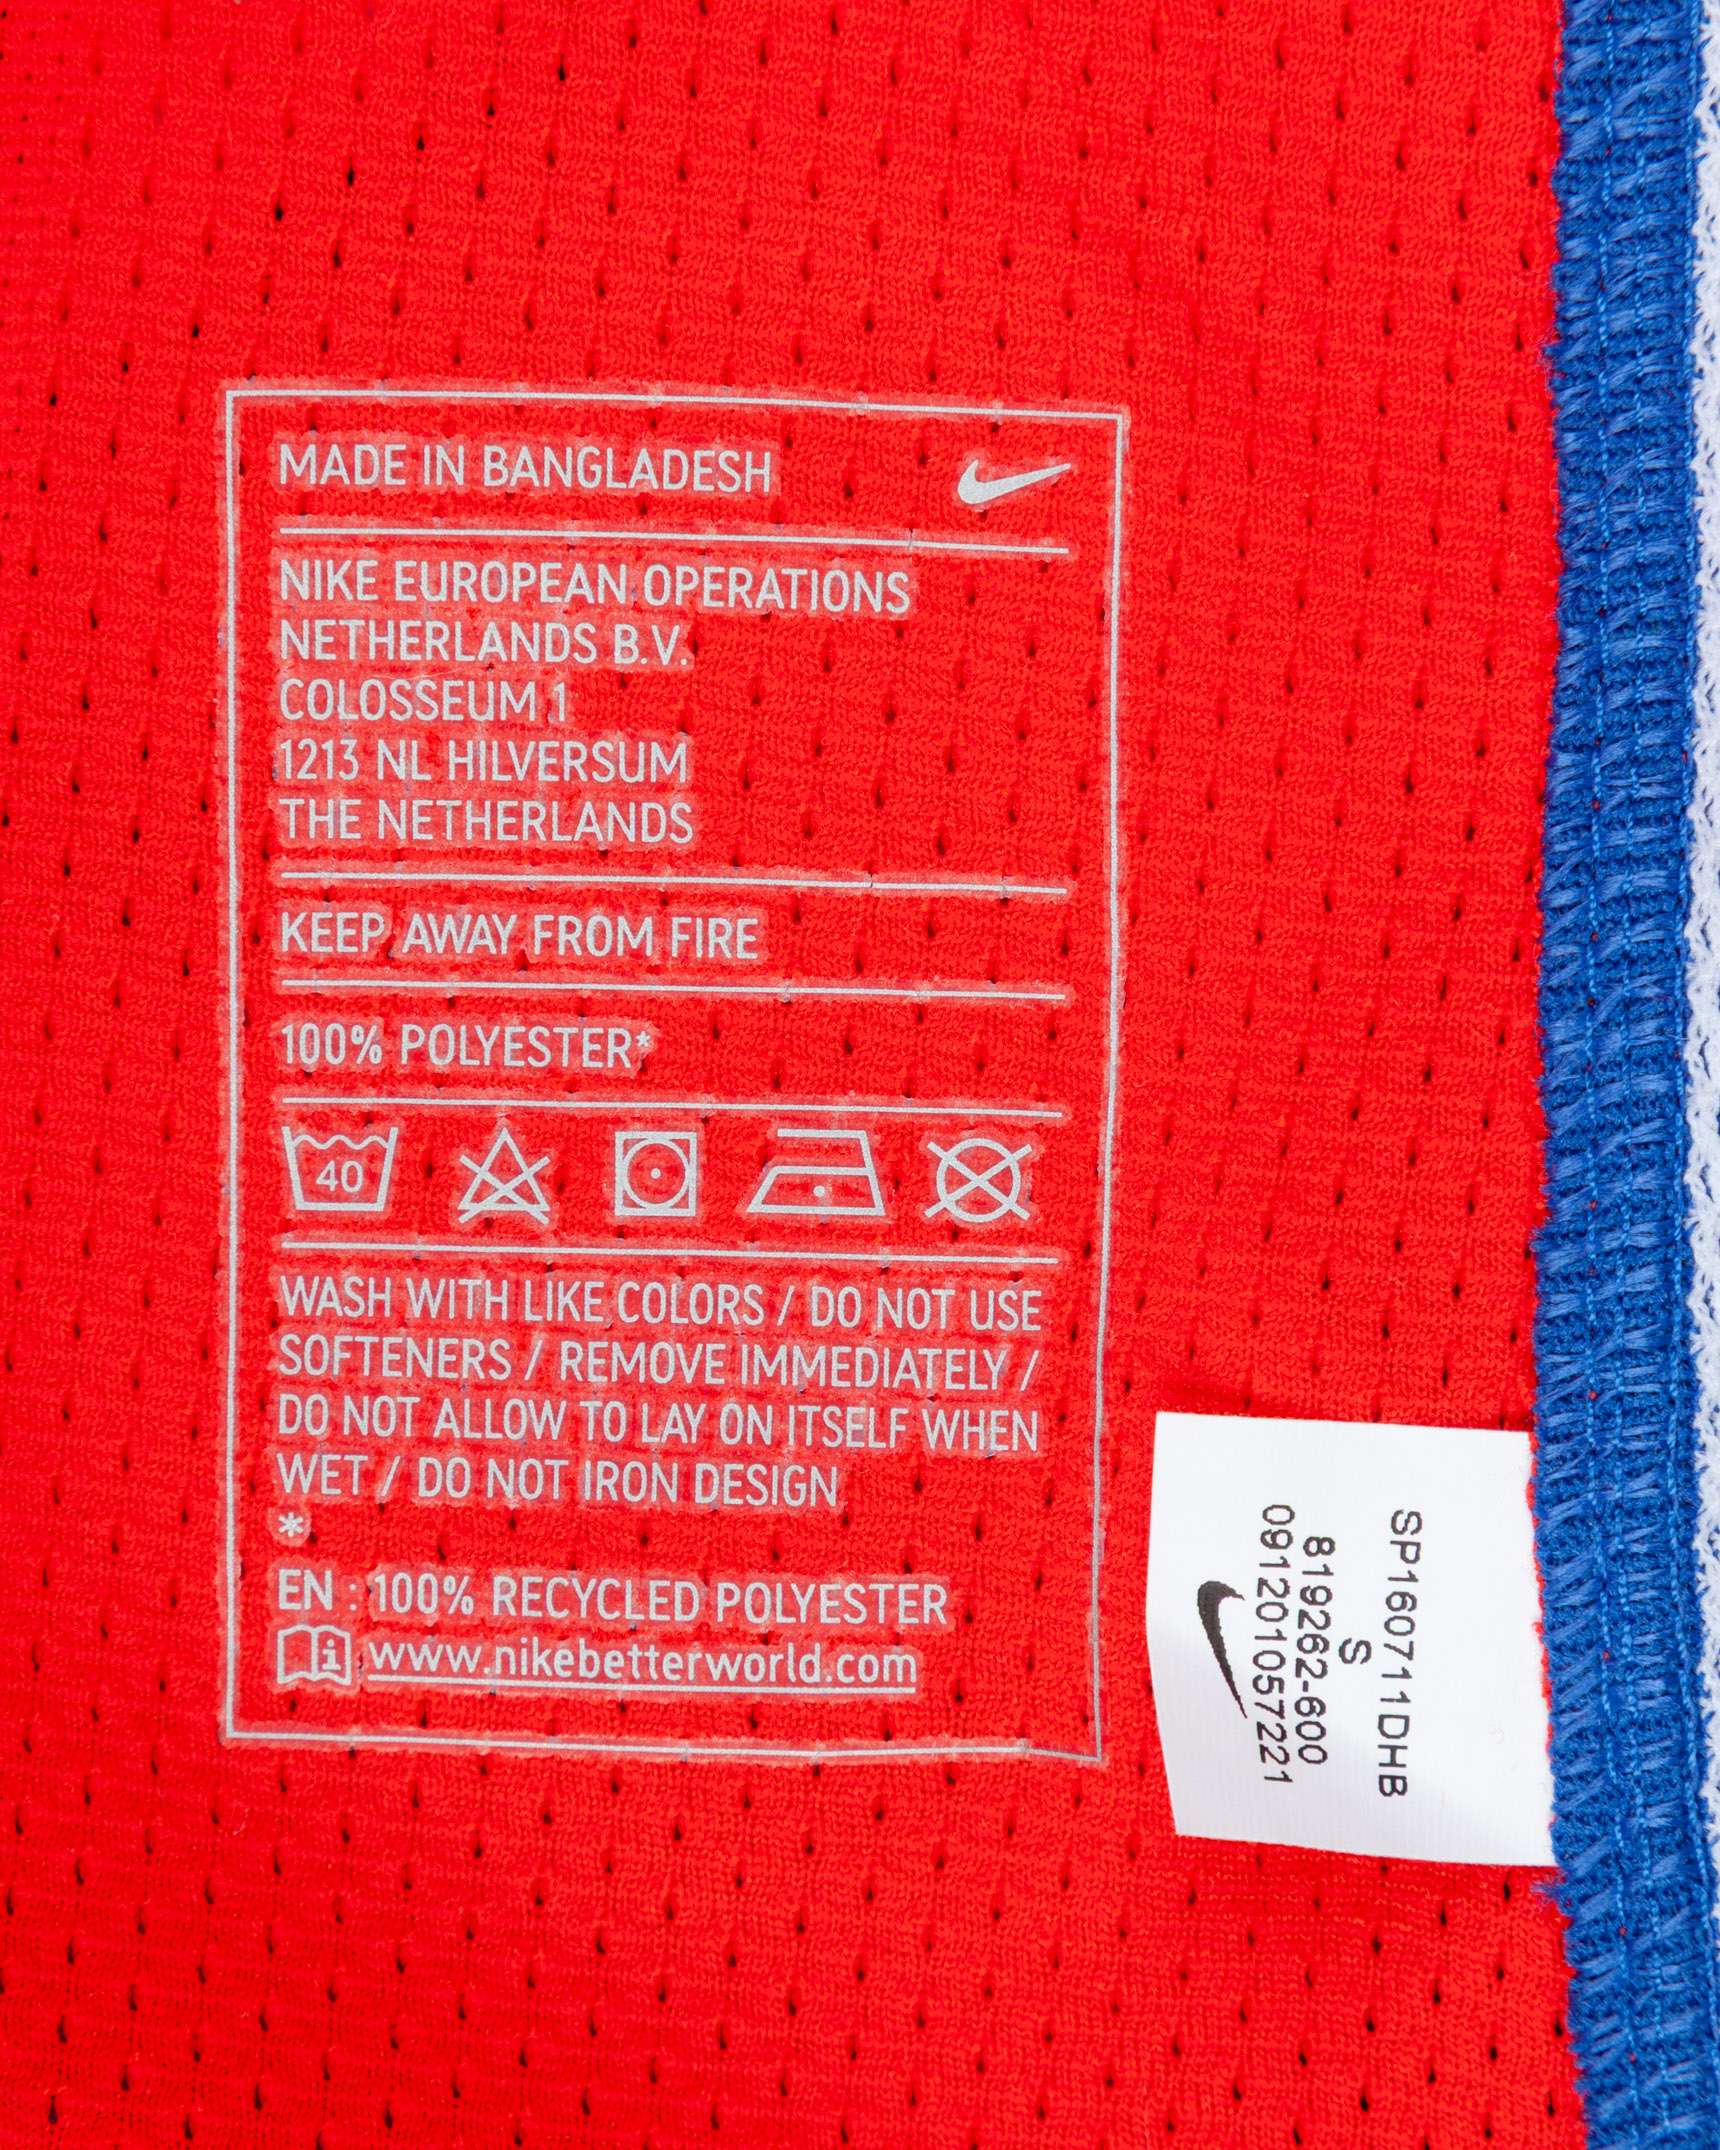 MADE IN BANGLADESH
NIKE EUROPEAN OPERATIONS
NETHERLANDS B.V.
COLOSSEUM 1
1213 NL HILVERSUM
THE NETHERLANDS
KEEP AWAY FROM FIRE
100% POLYESTER*
40
WASH WITH LIKE COLORS / DO NOT USE
SOFTENERS / REMOVE IMMEDIATELY /
DO NOT ALLOW TO LAY ON ITSELF WHEN
WET / DO NOT IRON DESIGN
*
EN : 100% RECYCLED POLYESTER
i www.nikebetterworld.com
SP160711DHB
S
819262-600
091201057221